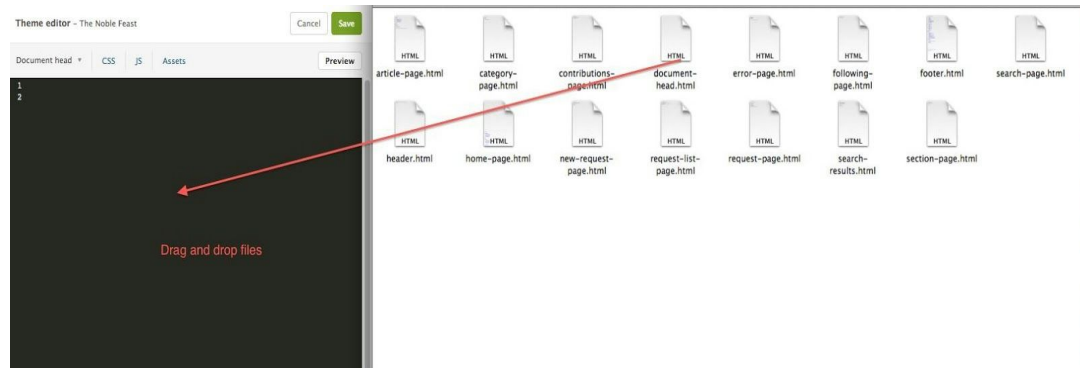 Theme editor – The Noble Feast
Cancel
Save
Document head
CSS
JS
Assets
Preview
1
2
Drag and drop files
HTML
HTML
HTML
HTML
HTML
HTML
HTML
HTML
article-page.html
category-
page.html
contributions-
page.html
document-
head.html
error-page.html
following-
page.html
footer.html
search-page.html
HTML
HTML
HTML
HTML
HTML
HTML
HTML
header.html
home-page.html
new-request-
page.html
request-list-
page.html
request-page.html
search-
results.html
section-page.html